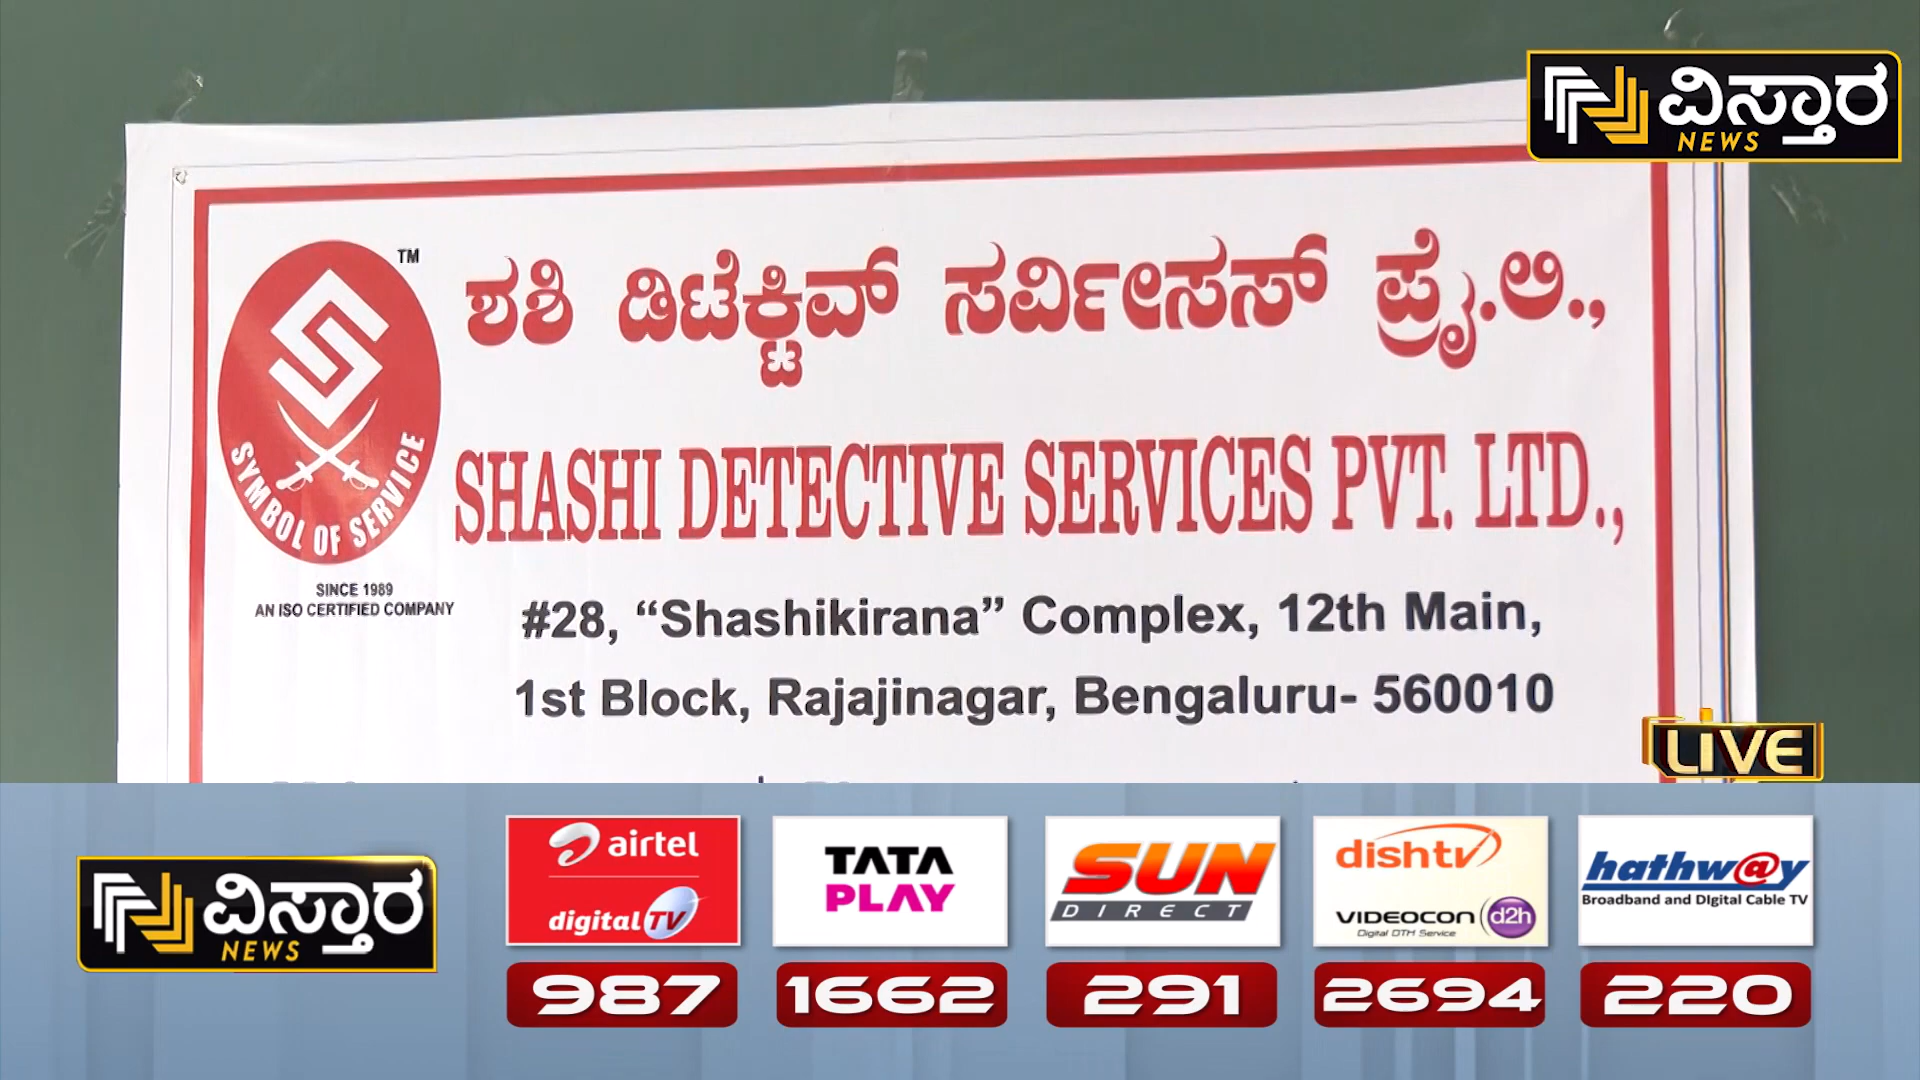 ವಿಸ್ತಾರ
NEWS
TM
ಶಶಿ ಡಿಟೆಕ್ಟಿವ್ ಸರ್ವೀಸಸ್ ಪ್ರೈ.ಲಿ.,
SYMBOL OF SERVICE
SHASHI DETECTIVE SERVICES PVT. LTD.,
SINCE 1989
AN ISO CERTIFIED COMPANY
#28, “Shashikirana” Complex, 12th Main,
1st Block, Rajajinagar, Bengaluru- 560010
LIVE
ವಿಸ್ತಾರ
NEWS
airtel
digital TV
987
TATA
PLAY
1662
SUN
DIRECT
291
dishtv
VIDEOCON d2h
Digital DTH Service
2694
hathw@y
Broadband and Digital Cable TV
220